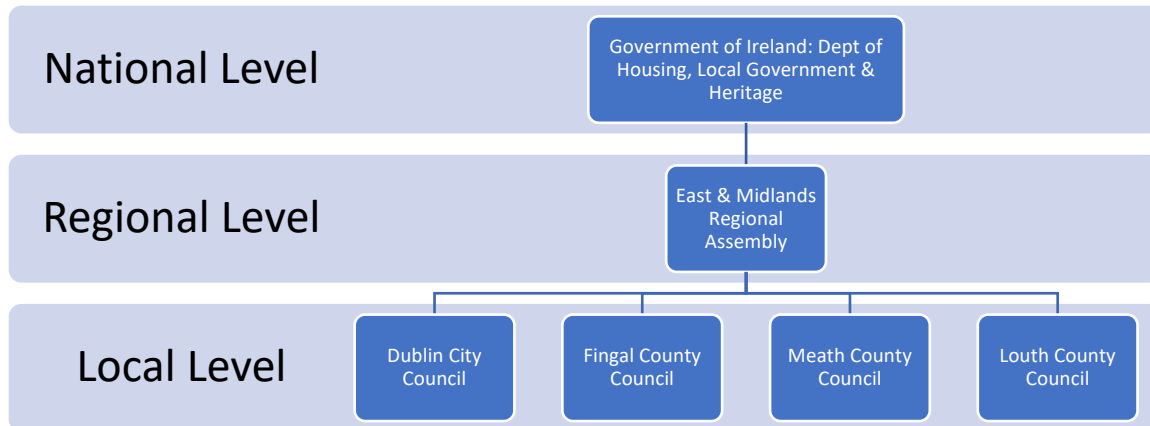 National Level
Government of Ireland: Dept of
Housing, Local Government &
Heritage
Regional Level
East & Midlands
Regional
Assembly
Local Level
Dublin City
Council
Fingal County
Council
Meath County
Council
Louth County
Council